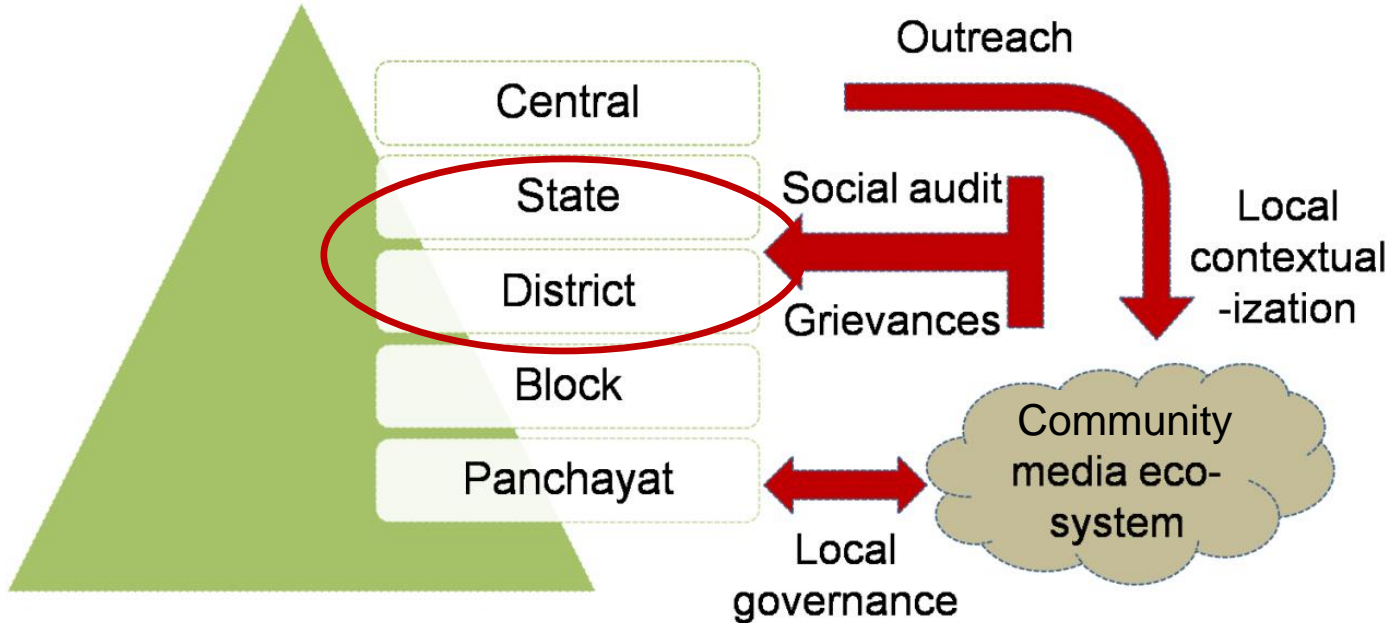 Central
State
District
Block
Panchayat
Outreach
Social audit
Grievances
Local
contextual
-ization
Community
media eco-
system
Local
governance